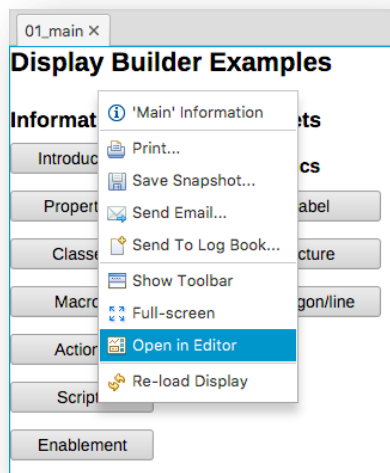 01_main ×
Display Builder Examples
Informat ets
'Main' Information
Introduc
Print...
cs
Save Snapshot...
Propert abel
Send Email...
Send To Log Book...
Classe cture
Show Toolbar
Macro gon/line
Full-screen
Action
Open in Editor
Re-load Display
Script
Enablement